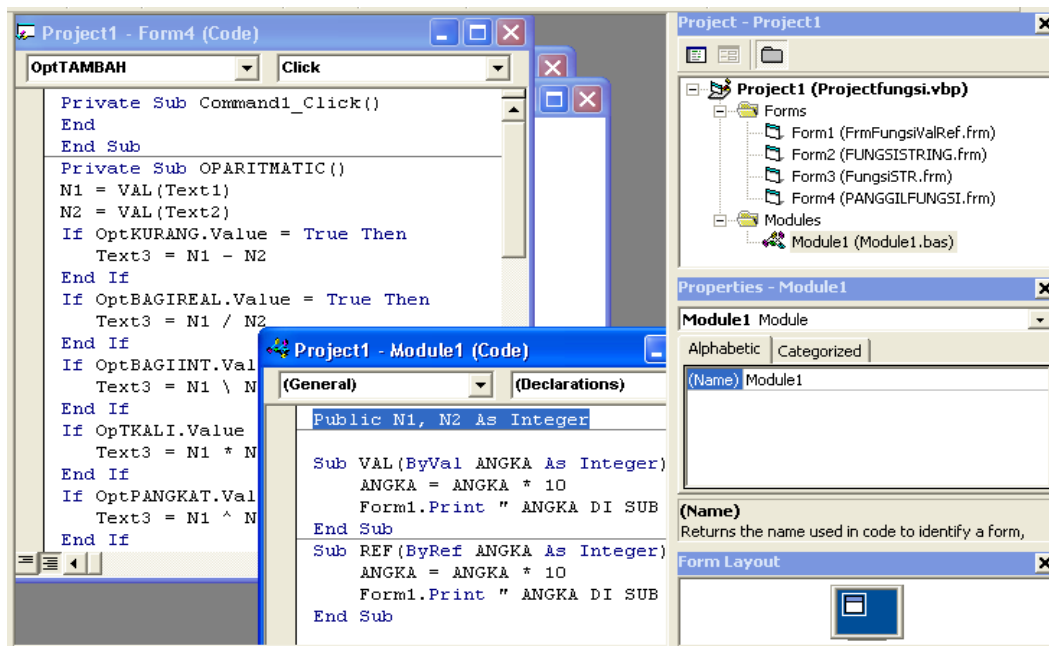 Project1 - Form4 (Code)
OptTAMBAH
Click
Private Sub Command1_Click()
End
End Sub
Private Sub OPARITMATIC()
N1 = VAL(Text1)
N2 = VAL(Text2)
If OptKURANG.Value = True Then
Text3 = N1 - N2
End If
If OptBAGIREAL.Value = True Then
Text3 = N1 / N2
End If
If OptBAGIINT.Val
Text3 = N1 \ N
End If
If OpTKALI.Value
Text3 = N1 * N
End If
If OptPANGKAT.Val
Text3 = N1 ^ N
End If
Project1 - Module1 (Code)
(General)
(Declarations)
Public N1, N2 As Integer
Sub VAL(ByVal ANGKA As Integer)
ANGKA = ANGKA * 10
Form1.Print " ANGKA DI SUB
End Sub
Sub REF(ByRef ANGKA As Integer)
ANGKA = ANGKA * 10
Form1.Print " ANGKA DI SUB
End Sub
Project - Project1
Project1 (Projectfungsi.vbp)
Forms
Form1 (FrmFungsiValRef.frm)
Form2 (FUNGSISTRING.frm)
Form3 (FungsiSTR.frm)
Form4 (PANGGILFUNGSI.frm)
Modules
Module1 (Module1.bas)
Properties - Module1
Module1 Module
Alphabetic
Categorized
(Name) Module1
(Name)
Returns the name used in code to identify a form,
Form Layout